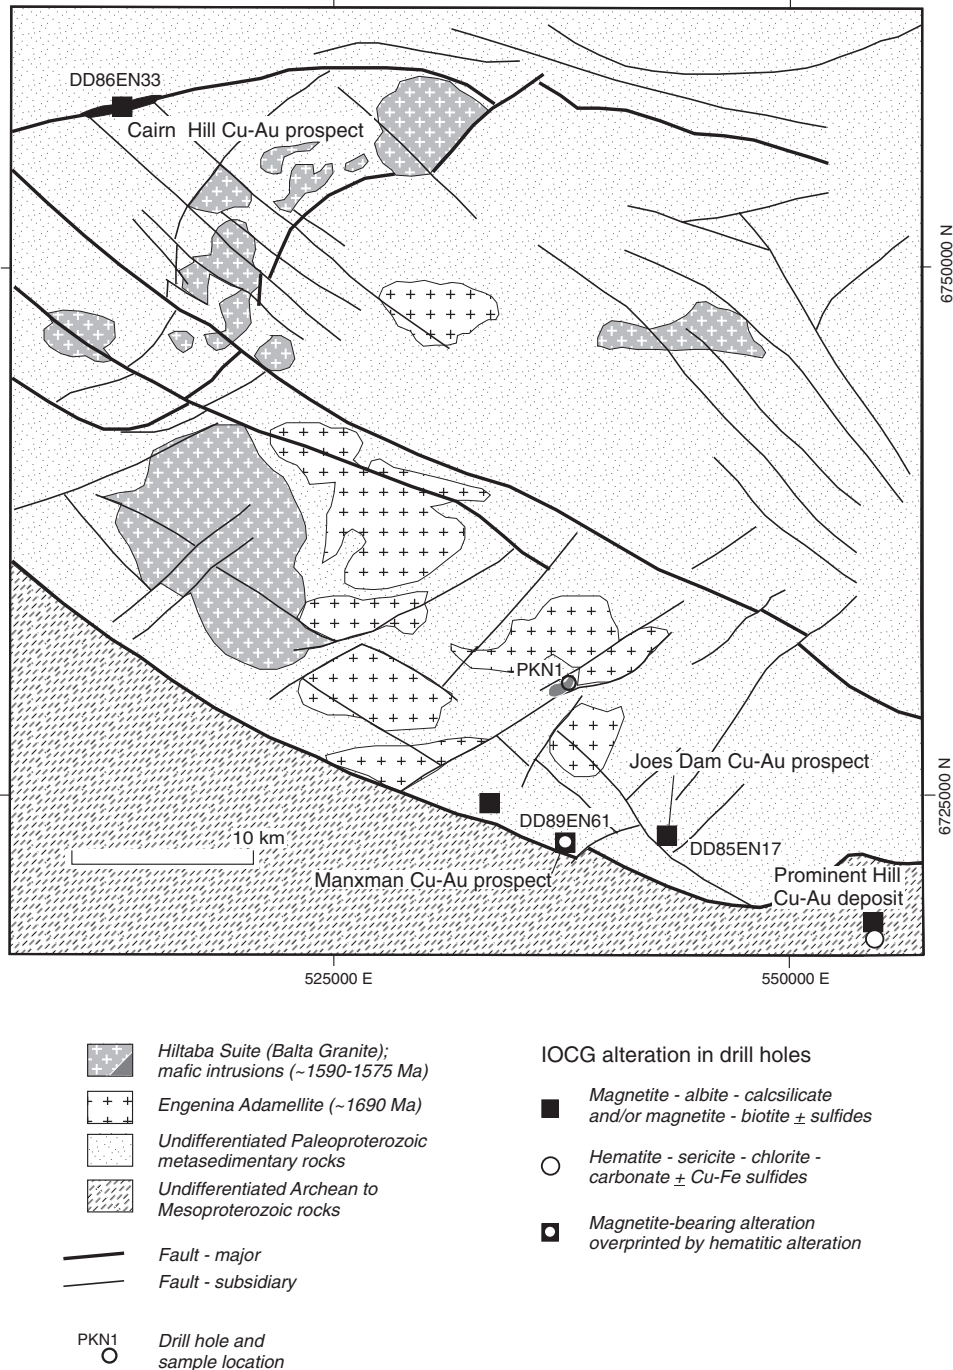 DD86EN33
Cairn Hill Cu-Au prospect
6750000 N
PKN1
Joes Dam Cu-Au prospect
6725000 N
DD89EN61
10 km
DD85EN17
Manxman Cu-Au prospect
Prominent Hill
Cu-Au deposit
525000 E
550000 E
Hiltaba Suite (Balta Granite);
mafic intrusions (~1590-1575 Ma)
Engenina Adamellite (~1690 Ma)
Undifferentiated Paleoproterozoic
metasedimentary rocks
Undifferentiated Archean to
Mesoproterozoic rocks
Fault - major
Fault - subsidiary
PKN1
Drill hole and
sample location
IOCG alteration in drill holes
Magnetite - albite - calcsilicate
and/or magnetite - biotite ± sulfides
Hematite - sericite - chlorite -
carbonate ± Cu-Fe sulfides
Magnetite-bearing alteration
overprinted by hematitic alteration